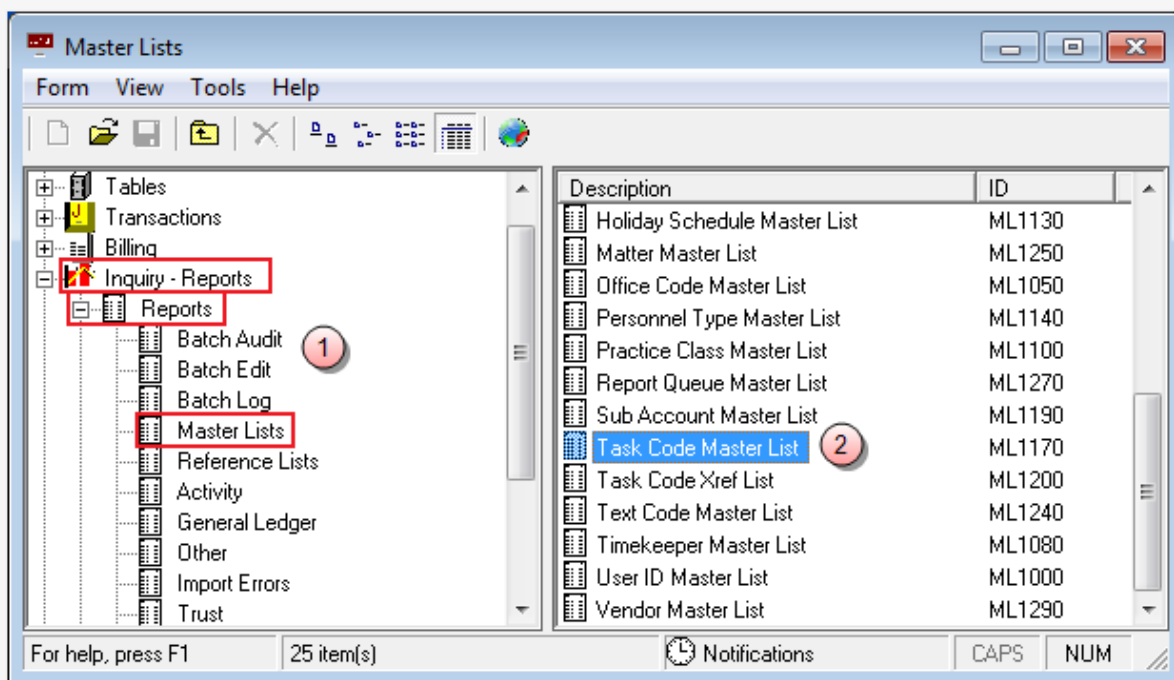 Master Lists
Form View Tools Help
Tables
Transactions
Billing
Inquiry - Reports
Reports
Batch Audit
1
Batch Edit
Batch Log
Master Lists
Reference Lists
Activity
General Ledger
Other
Import Errors
Trust
Description ID
Holiday Schedule Master List ML1130
Matter Master List ML1250
Office Code Master List ML1050
Personnel Type Master List ML1140
Practice Class Master List ML1100
Report Queue Master List ML1270
Sub Account Master List ML1190
Task Code Master List 2 ML1170
Task Code Xref List ML1200
Text Code Master List ML1240
Timekeeper Master List ML1080
User ID Master List ML1000
Vendor Master List ML1290
For help, press F1 25 item(s) Notifications CAPS NUM